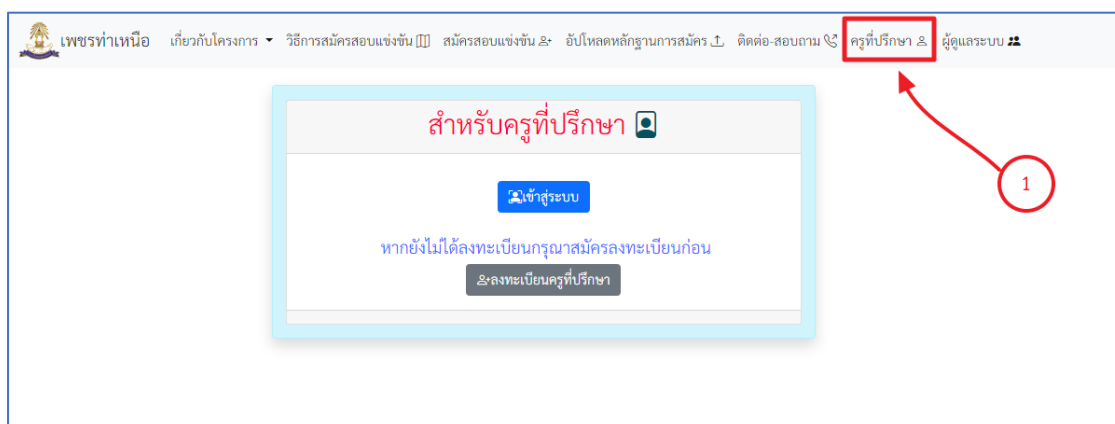 เพชรท่าเหนือ เกี่ยวกับโครงการ วิธีการสมัครสอบแข่งขัน สมัครสอบแข่งขัน อัปโหลดหลักฐานการสมัคร ติดต่อ-สอบถาม ครูที่ปรึกษา ผู้ดูแลระบบ
สำหรับครูที่ปรึกษา
1
เข้าสู่ระบบ
หากยังไม่ได้ลงทะเบียนกรุณาสมัครลงทะเบียนก่อน
ลงทะเบียนครูที่ปรึกษา